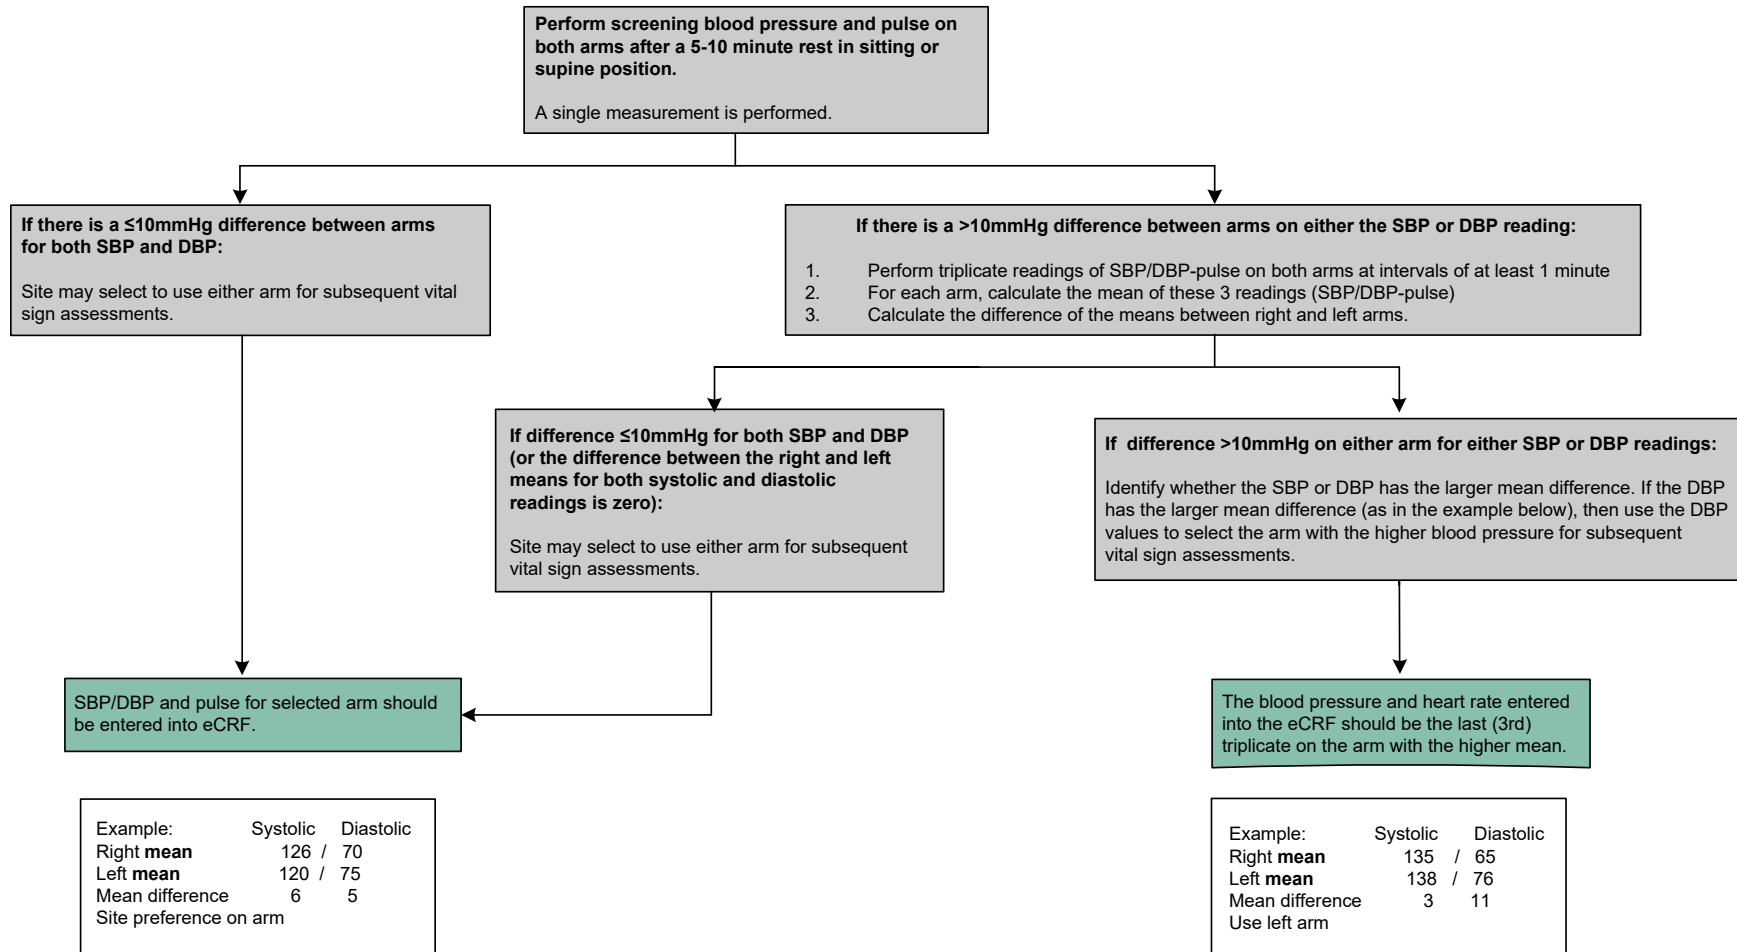 Perform screening blood pressure and pulse on
both arms after a 5-10 minute rest in sitting or
supine position.
A single measurement is performed.
If there is a ≤10mmHg difference between arms
for both SBP and DBP:
Site may select to use either arm for subsequent vital
sign assessments.
If there is a >10mmHg difference between arms on either the SBP or DBP reading:
1. Perform triplicate readings of SBP/DBP-pulse on both arms at intervals of at least 1 minute
2. For each arm, calculate the mean of these 3 readings (SBP/DBP-pulse)
3. Calculate the difference of the means between right and left arms.
If difference ≤10mmHg for both SBP and DBP
(or the difference between the right and left
means for both systolic and diastolic
readings is zero):
Site may select to use either arm for subsequent
vital sign assessments.
If difference >10mmHg on either arm for either SBP or DBP readings:
Identify whether the SBP or DBP has the larger mean difference. If the DBP
has the larger mean difference (as in the example below), then use the DBP
values to select the arm with the higher blood pressure for subsequent
vital sign assessments.
SBP/DBP and pulse for selected arm should
be entered into eCRF.
The blood pressure and heart rate entered
into the eCRF should be the last (3rd)
triplicate on the arm with the higher mean.
Example: Systolic Diastolic
Right mean 126 / 70
Left mean 120 / 75
Mean difference 6 5
Site preference on arm
Example: Systolic Diastolic
Right mean 135 / 65
Left mean 138 / 76
Mean difference 3 11
Use left arm